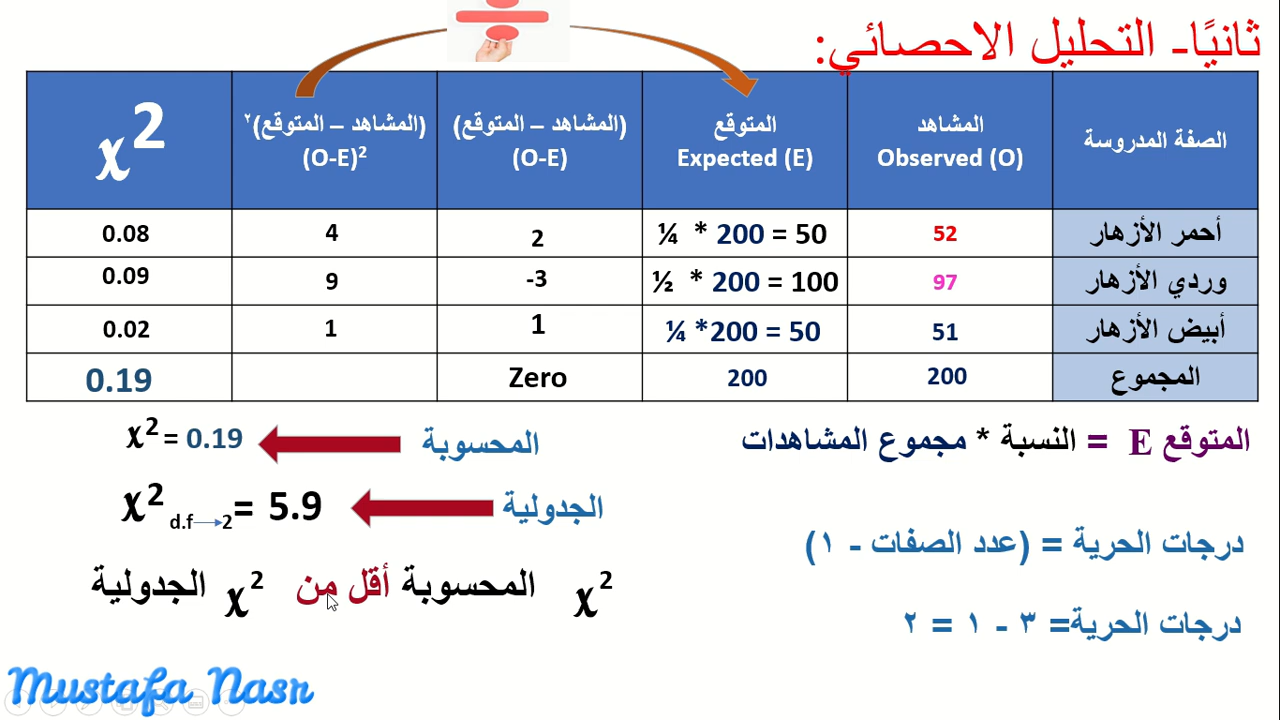 ثانيًا- التحليل الاحصائي:
الصفة المدروسة
المشاهد
Observed (O)
المتوقع
Expected (E)
(المشاهد – المتوقع)
(O-E)
(المشاهد – المتوقع)٢
(O-E)²
χ²
أحمر الأزهار 52 ¼ * 200 = 50 2 4 0.08
وردي الأزهار 97 ½ * 200 = 100 -3 9 0.09
أبيض الأزهار 51 ¼ *200 = 50 1 1 0.02
المجموع 200 200 Zero 0.19
المتوقع E = النسبة * مجموع المشاهدات
درجات الحرية = (عدد الصفات - ١)
درجات الحرية= ٣ - ١ = ٢
χ² = 0.19 المحسوبة
χ² d.f→2 = 5.9 الجدولية
χ² المحسوبة أقل من χ² الجدولية
Mustafa Nasr